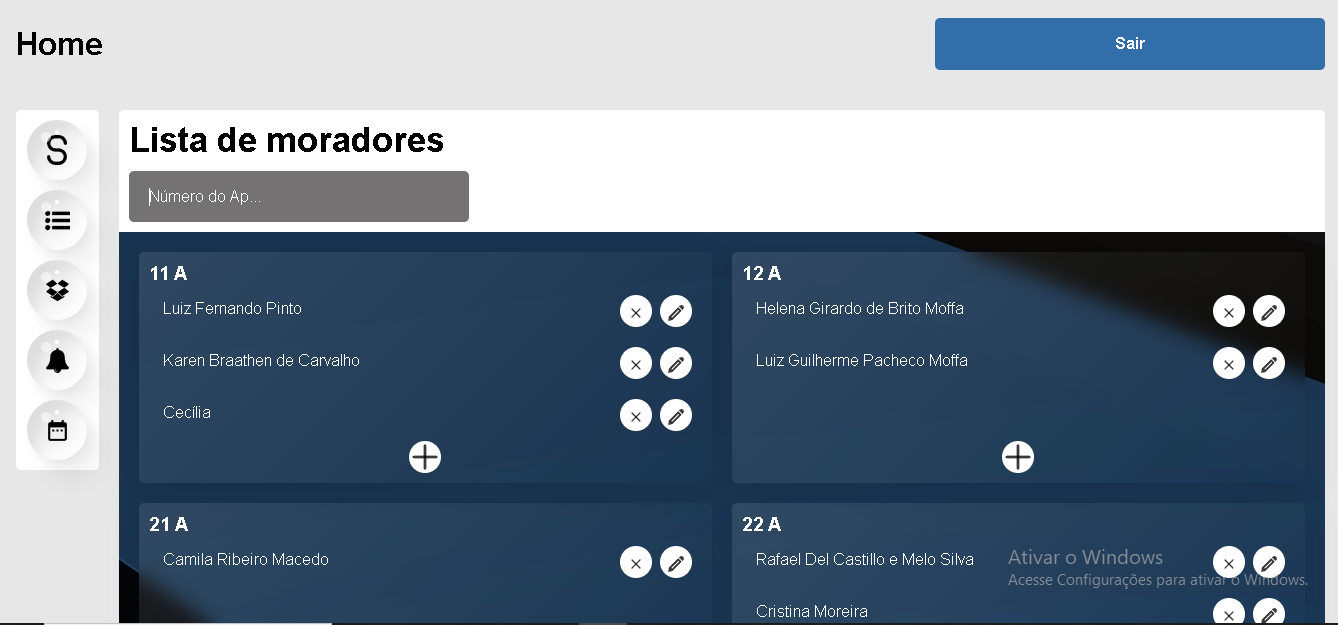 Home
Sair
S
Lista de moradores
Número do Ap...
11 A
Luiz Fernando Pinto
Karen Braathen de Carvalho
Cecília
12 A
Helena Girardo de Brito Moffa
Luiz Guilherme Pacheco Moffa
21 A
Camila Ribeiro Macedo
22 A
Rafael Del Castillo e Melo Silva
Cristina Moreira
Ativar o Windows
Acesse Configurações para ativar o Windows.